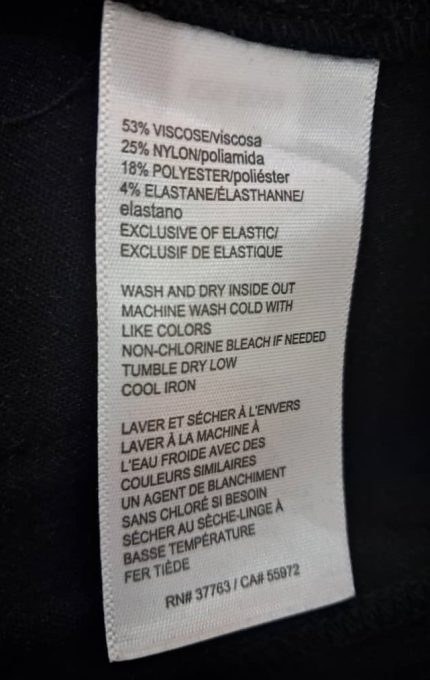 53% VISCOSE/viscosa
25% NYLON/poliamida
18% POLYESTER/poliéster
4% ELASTANE/ÉLASTHANNE/
elastano
EXCLUSIVE OF ELASTIC/
EXCLUSIF DE ELASTIQUE
WASH AND DRY INSIDE OUT
MACHINE WASH COLD WITH
LIKE COLORS
NON-CHLORINE BLEACH IF NEEDED
TUMBLE DRY LOW
COOL IRON
LAVER ET SÉCHER À L'ENVERS
LAVER À LA MACHINE À
L'EAU FROIDE AVEC DES
COULEURS SIMILAIRES
UN AGENT DE BLANCHIMENT
SANS CHLORÉ SI BESOIN
SÉCHER AU SÈCHE-LINGE À
BASSE TEMPÉRATURE
FER TIÈDE
RN# 37763 / CA# 55972